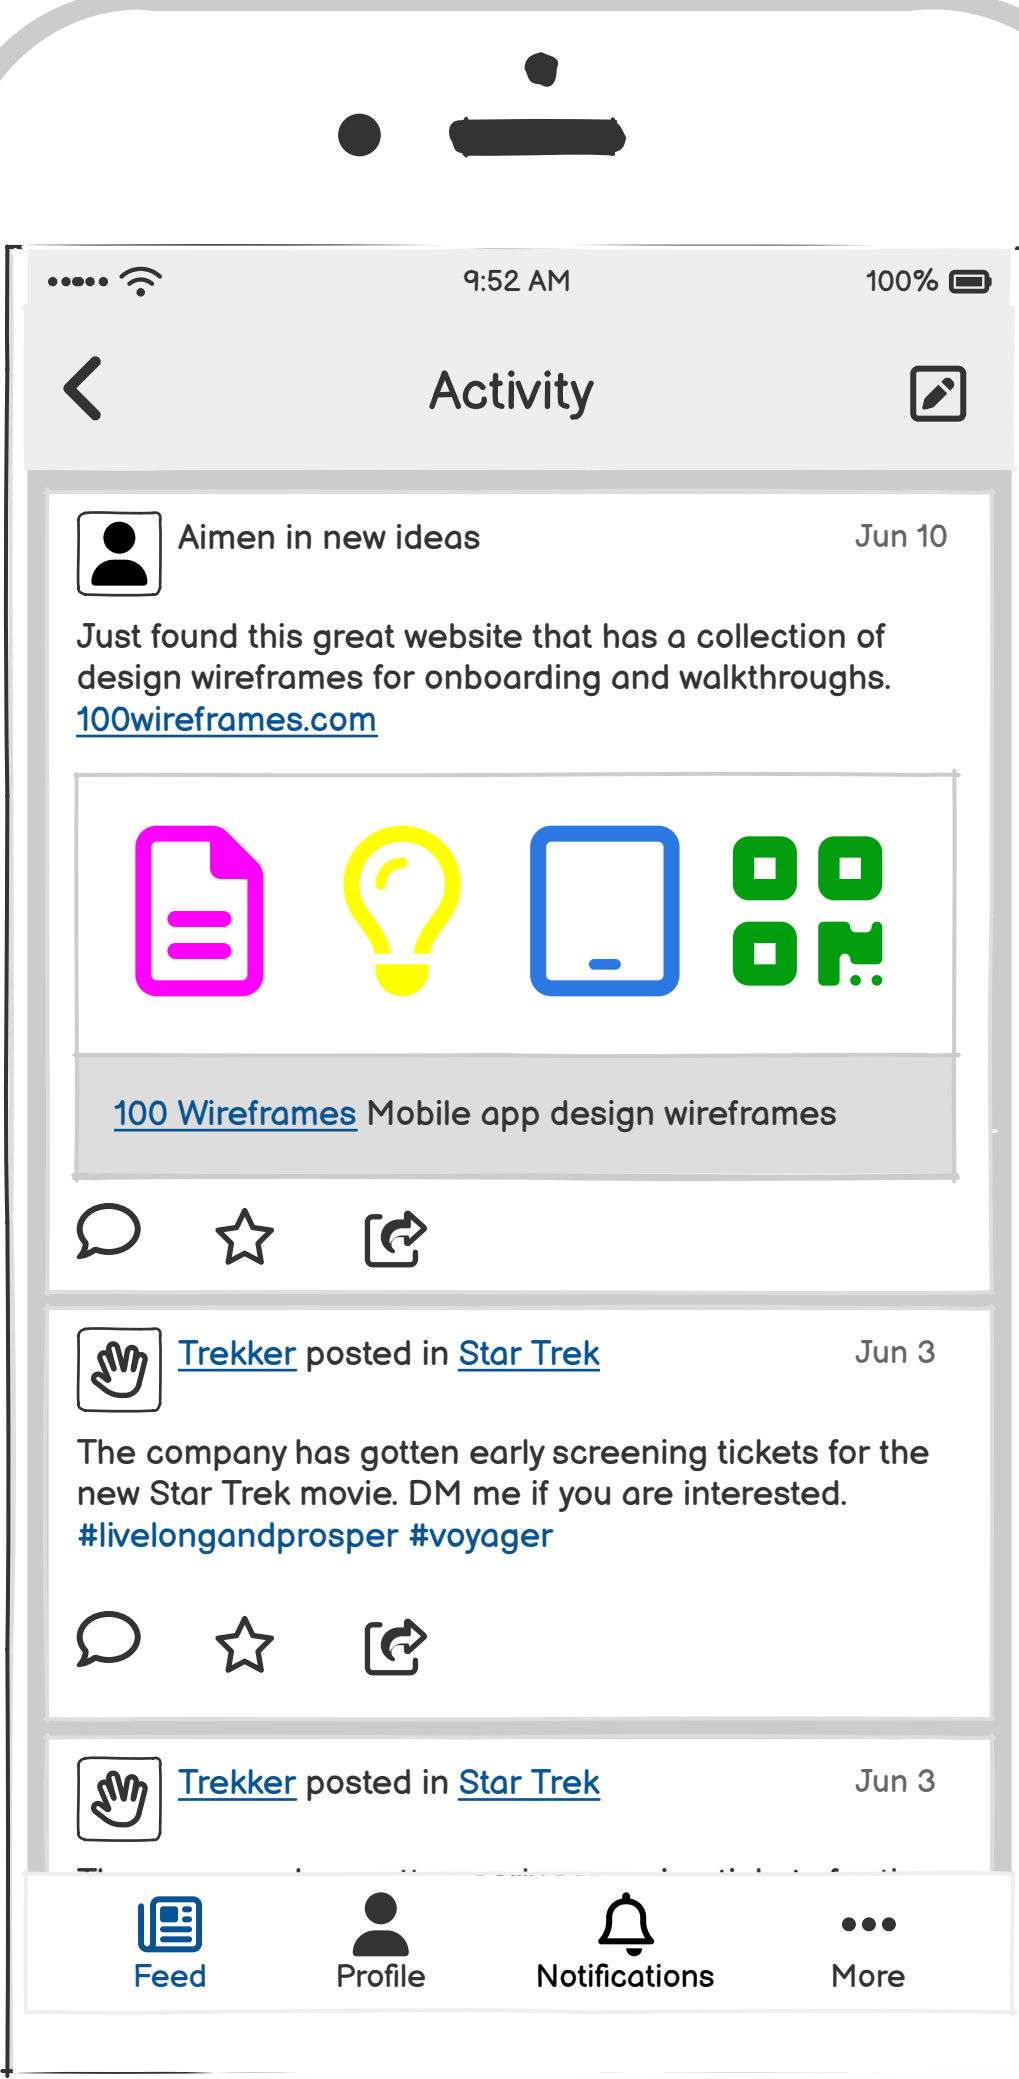 9:52 AM
100%
Activity
Aimen in new ideas
Jun 10
Just found this great website that has a collection of
design wireframes for onboarding and walkthroughs.
100wireframes.com
100 Wireframes Mobile app design wireframes
Trekker posted in Star Trek
Jun 3
The company has gotten early screening tickets for the
new Star Trek movie. DM me if you are interested.
#livelongandprosper #voyager
Trekker posted in Star Trek
Jun 3
Feed
Profile
Notifications
More